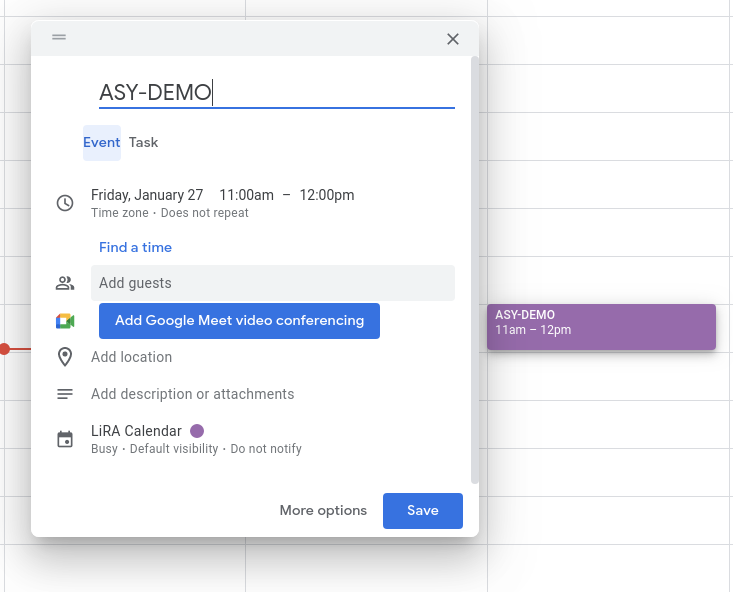 ASY-DEMO
Event Task
Friday, January 27 11:00am – 12:00pm
Time zone · Does not repeat
Find a time
Add guests
Add Google Meet video conferencing
Add location
Add description or attachments
LiRA Calendar
Busy · Default visibility · Do not notify
More options Save
ASY-DEMO
11am – 12pm